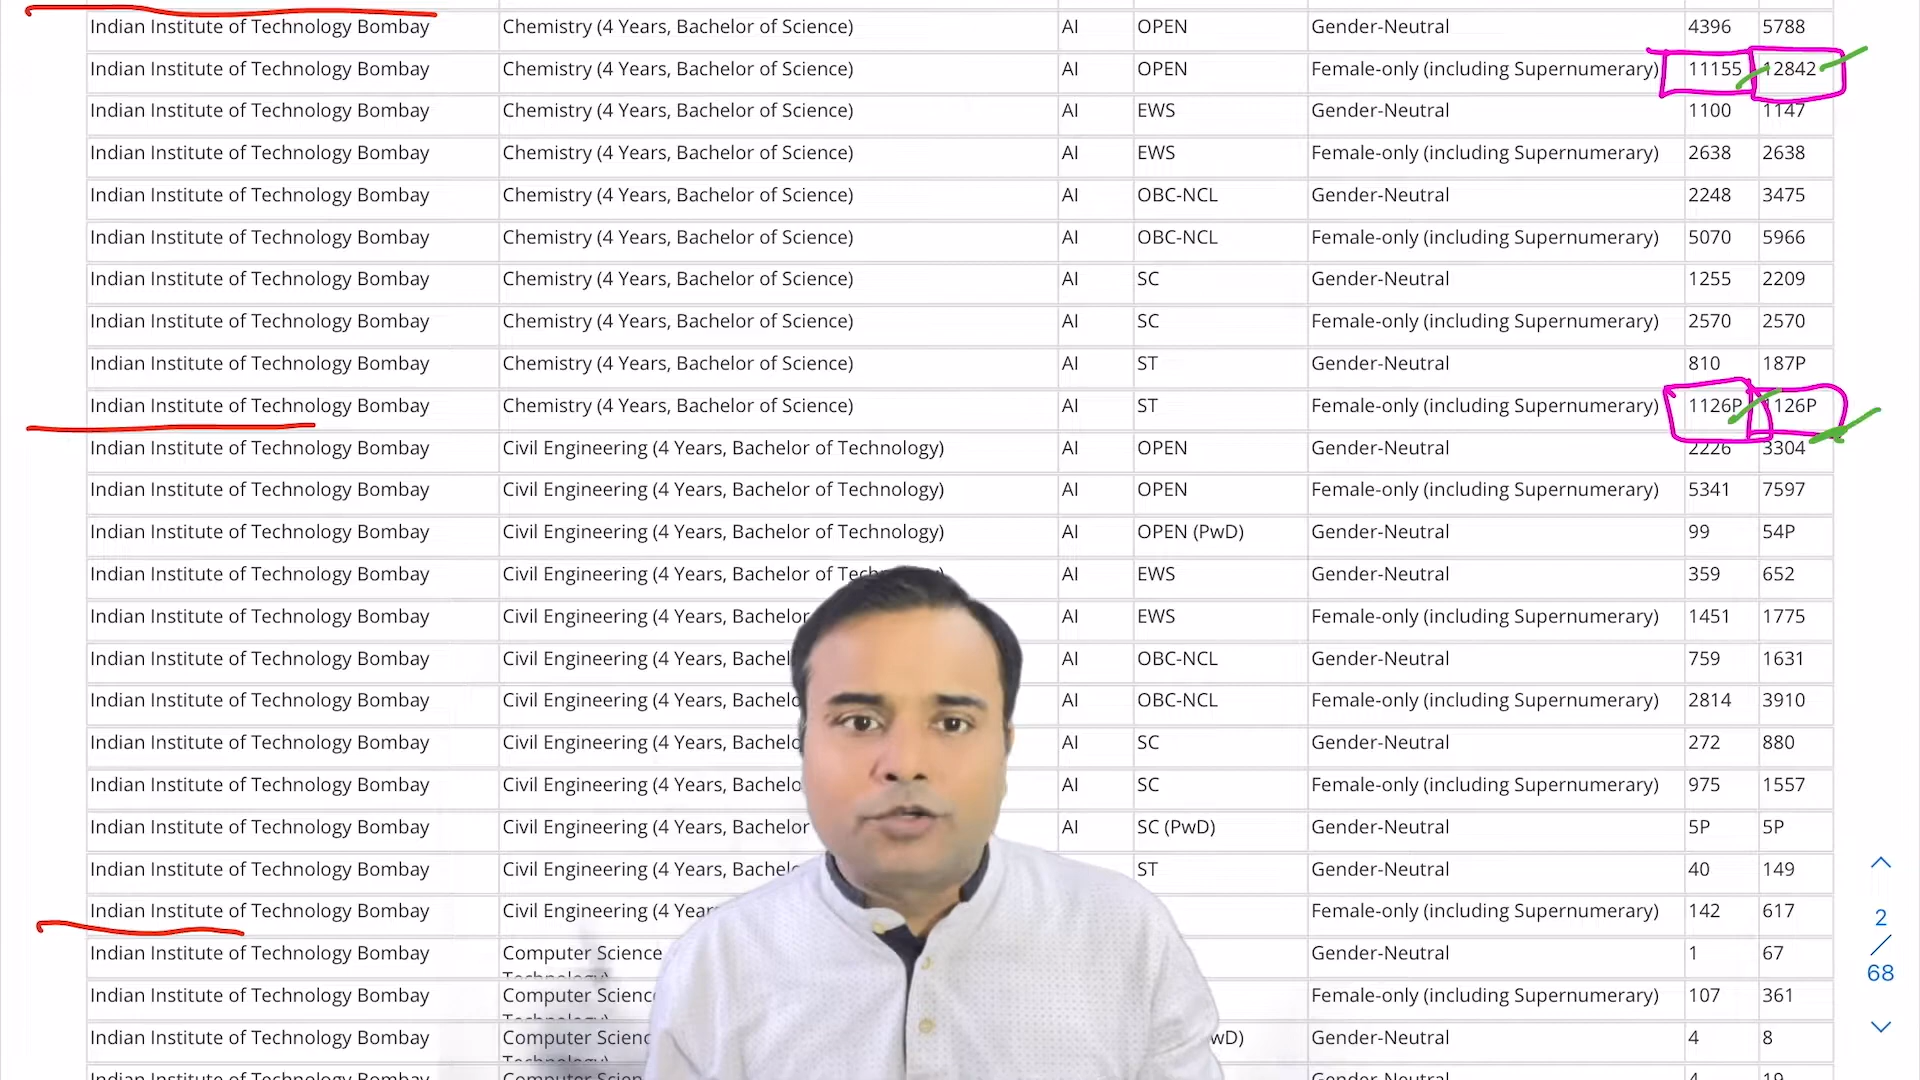 Indian Institute of Technology Bombay Chemistry (4 Years, Bachelor of Science) AI OPEN Gender-Neutral 4396 5788
Indian Institute of Technology Bombay Chemistry (4 Years, Bachelor of Science) AI OPEN Female-only (including Supernumerary) 11155 12842
Indian Institute of Technology Bombay Chemistry (4 Years, Bachelor of Science) AI EWS Gender-Neutral 1100 1147
Indian Institute of Technology Bombay Chemistry (4 Years, Bachelor of Science) AI EWS Female-only (including Supernumerary) 2638 2638
Indian Institute of Technology Bombay Chemistry (4 Years, Bachelor of Science) AI OBC-NCL Gender-Neutral 2248 3475
Indian Institute of Technology Bombay Chemistry (4 Years, Bachelor of Science) AI OBC-NCL Female-only (including Supernumerary) 5070 5966
Indian Institute of Technology Bombay Chemistry (4 Years, Bachelor of Science) AI SC Gender-Neutral 1255 2209
Indian Institute of Technology Bombay Chemistry (4 Years, Bachelor of Science) AI SC Female-only (including Supernumerary) 2570 2570
Indian Institute of Technology Bombay Chemistry (4 Years, Bachelor of Science) AI ST Gender-Neutral 810 187P
Indian Institute of Technology Bombay Chemistry (4 Years, Bachelor of Science) AI ST Female-only (including Supernumerary) 1126P 1126P
Indian Institute of Technology Bombay Civil Engineering (4 Years, Bachelor of Technology) AI OPEN Gender-Neutral 2226 3304
Indian Institute of Technology Bombay Civil Engineering (4 Years, Bachelor of Technology) AI OPEN Female-only (including Supernumerary) 5341 7597
Indian Institute of Technology Bombay Civil Engineering (4 Years, Bachelor of Technology) AI OPEN (PwD) Gender-Neutral 99 54P
Indian Institute of Technology Bombay Civil Engineering (4 Years, Bachelor of AI EWS Gender-Neutral 359 652
Indian Institute of Technology Bombay Civil Engineering (4 Years, Bachelor AI EWS Female-only (including Supernumerary) 1451 1775
Indian Institute of Technology Bombay Civil Engineering (4 Years, AI OBC-NCL Gender-Neutral 759 1631
Indian Institute of Technology Bombay Civil Engineering (4 Years, AI OBC-NCL Female-only (including Supernumerary) 2814 3910
Indian Institute of Technology Bombay Civil Engineering (4 Years, AI SC Gender-Neutral 272 880
Indian Institute of Technology Bombay Civil Engineering (4 Years, AI SC Female-only (including Supernumerary) 975 1557
Indian Institute of Technology Bombay Civil Engineering (4 Years, Bachelor AI SC (PwD) Gender-Neutral 5P 5P
Indian Institute of Technology Bombay Civil Engineering (4 Years, ST Gender-Neutral 40 149
Indian Institute of Technology Bombay Civil Engineering (4 Female-only (including Supernumerary) 142 617
Indian Institute of Technology Bombay Computer Science Gender-Neutral 1 67
Indian Institute of Technology Bombay Computer Female-only (including Supernumerary) 107 361
Indian Institute of Technology Bombay Computer Gender-Neutral 4 8
2
/
68